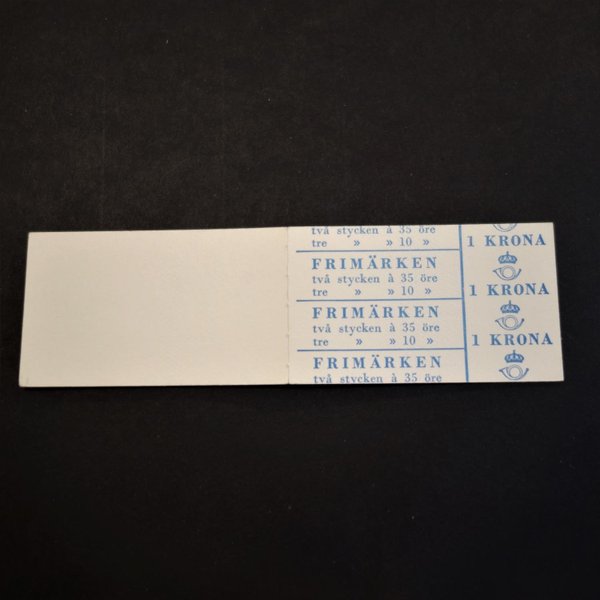 två stycken à 35 öre
tre » » 10 »
FRIMÄRKEN
två stycken à 35 öre
tre » » 10 »
FRIMÄRKEN
två stycken à 35 öre
tre » » 10 »
FRIMÄRKEN
två stycken à 35 öre
1 KRONA
1 KRONA
1 KRONA